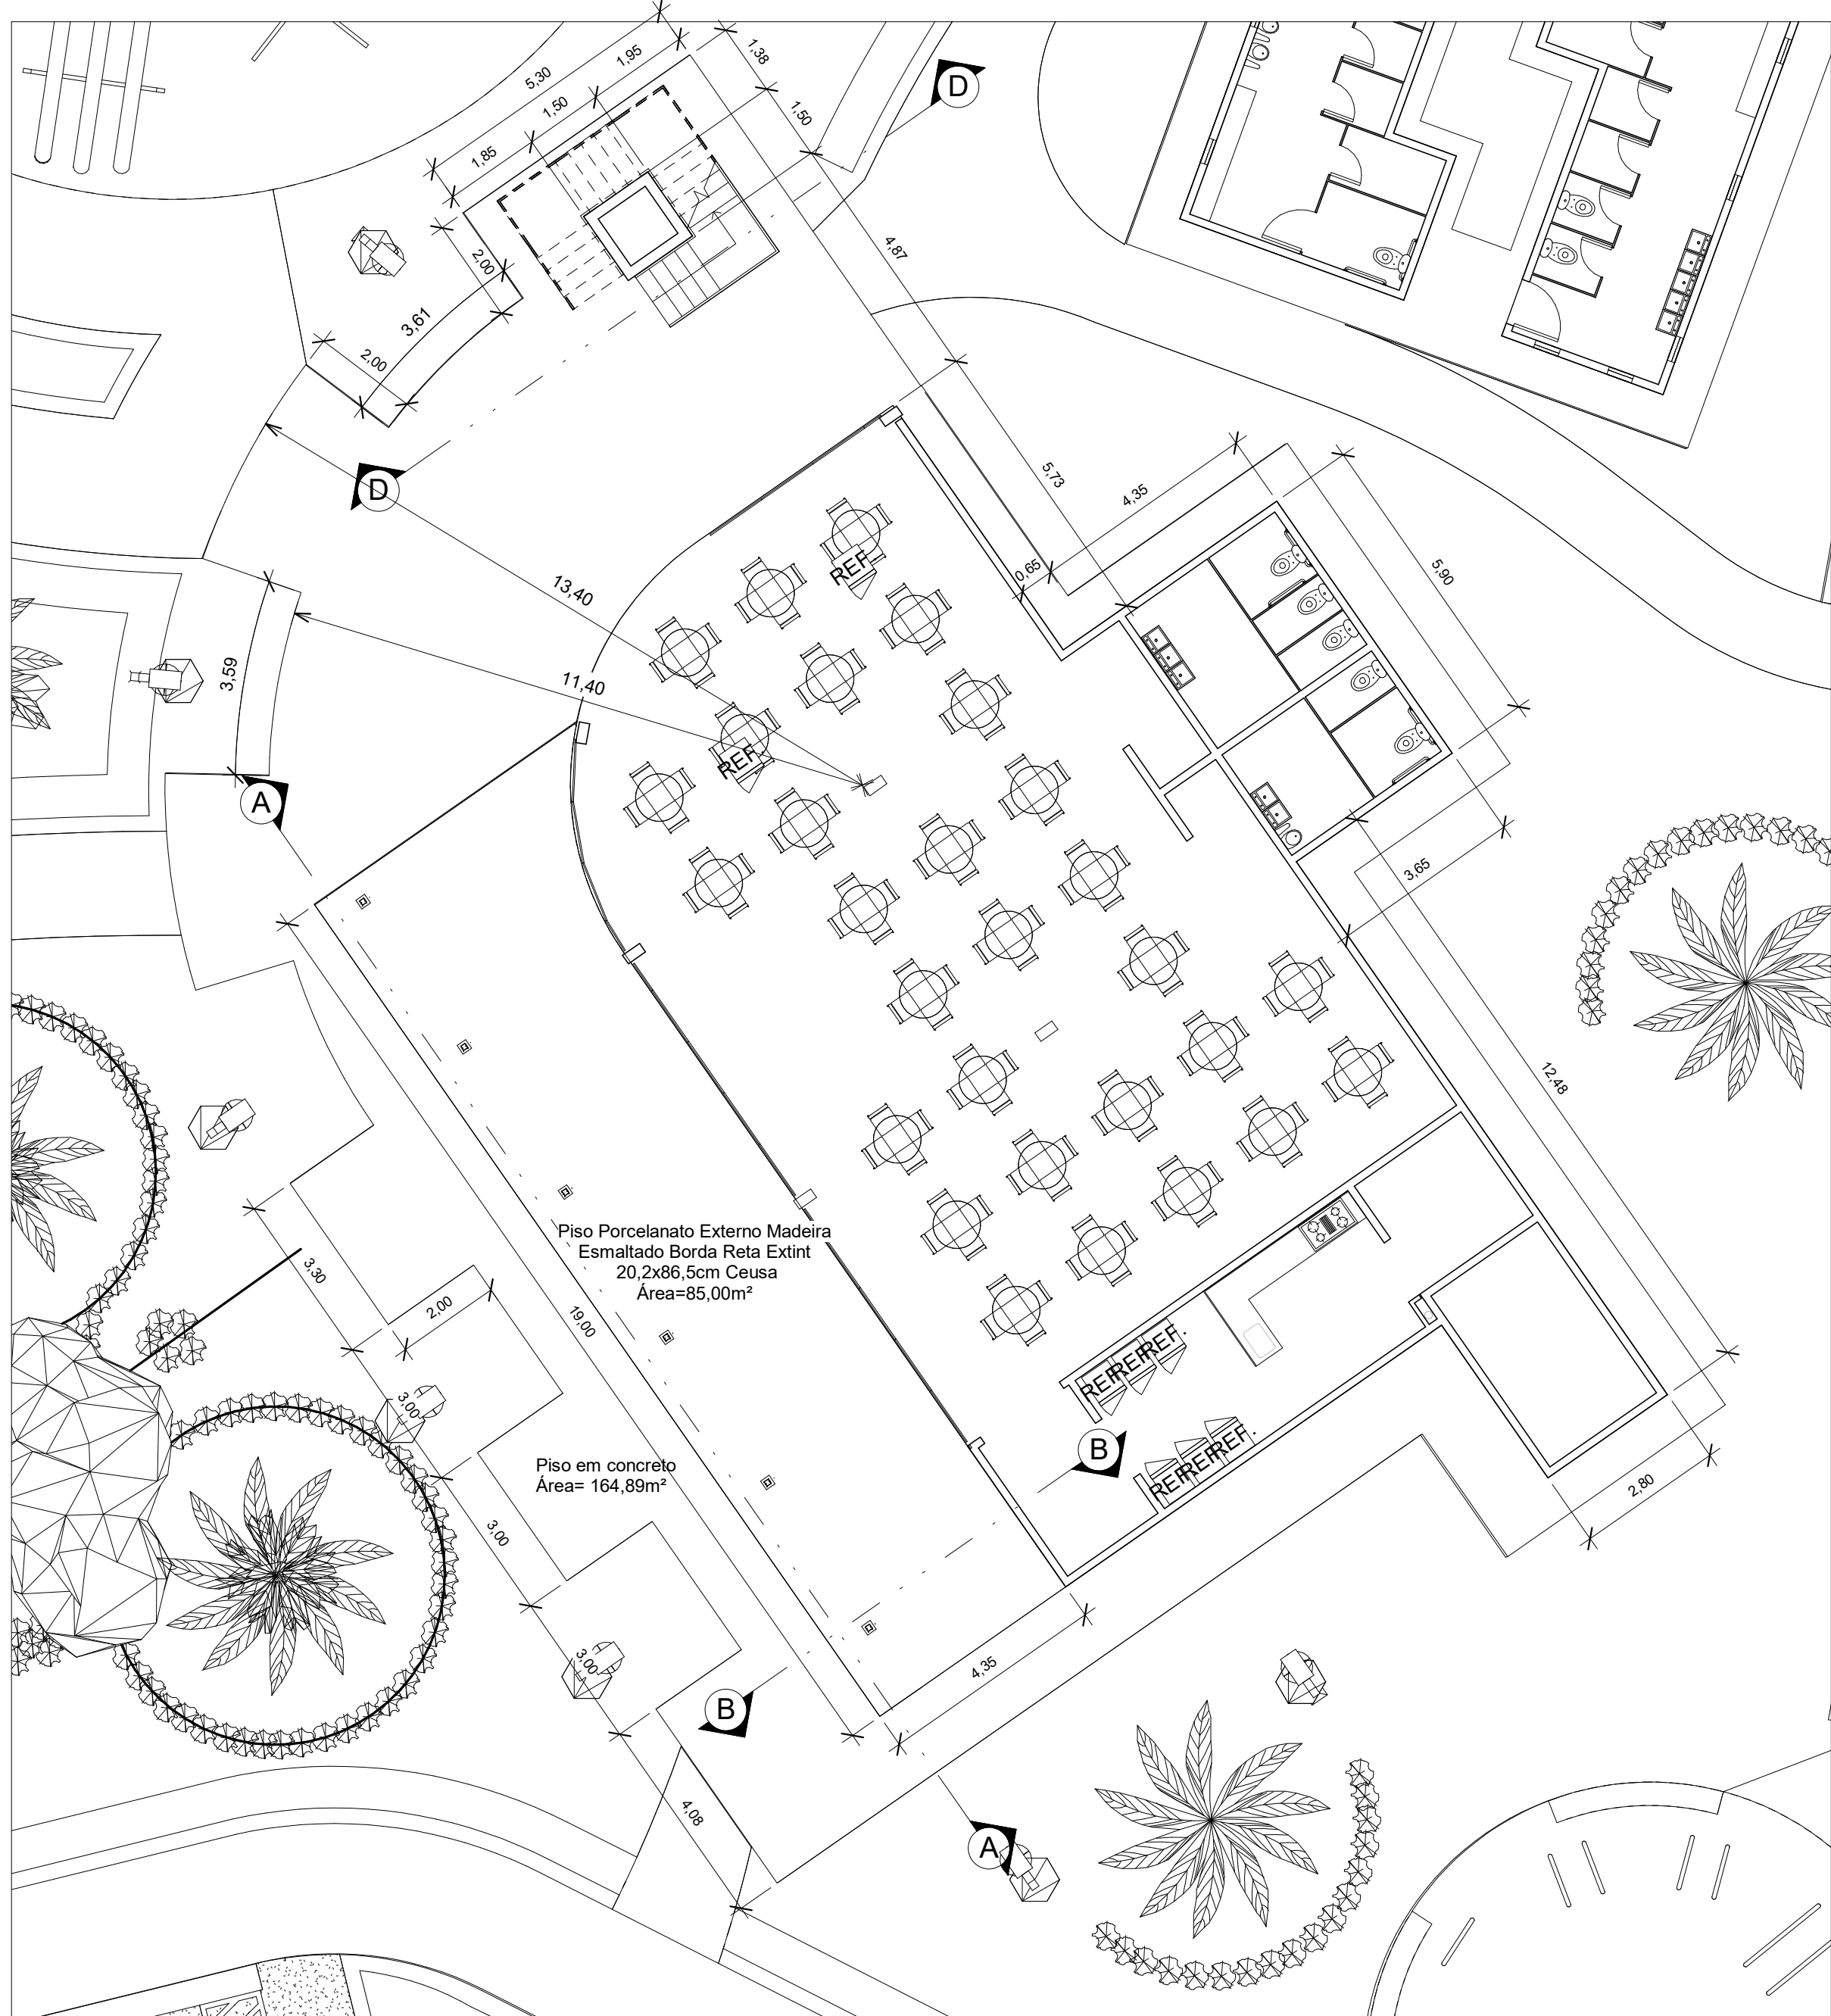 5,30
1,95
1,38
1,50
1,85
1,50
D
2,00
4,87
3,61
2,00
D
5,73
4,35
0,65
5,90
REF.
13,40
11,40
3,59
REF.
A
3,65
12,48
Piso Porcelanato Externo Madeira
Esmaltado Borda Reta Extint
20,2x86,5cm Ceusa
Área=85,00m²
3,30
2,00
19,00
REF.
REF.
REF.
3,00
B
REF.
REF.
REF.
Piso em concreto
Área= 164,89m²
2,80
3,00
3,00
4,35
B
4,08
A